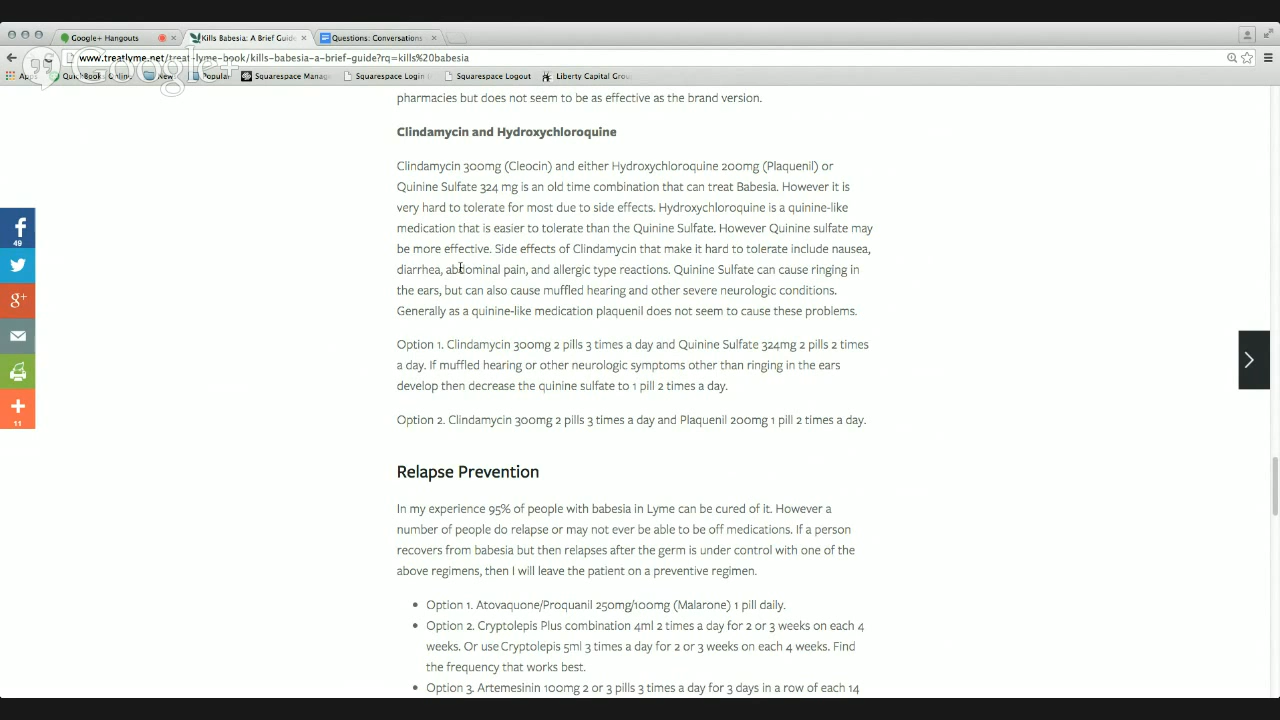 Google+ Hangouts
Kills Babesia: A Brief Guide
Questions: Conversations
www.treatlyme.net/treat-lyme-book/kills-babesia-a-brief-guide?rq=kills%20babesia
Google+
Apps
QuickBooks Online
New
Popular
Squarespace Manag
Squarespace Login
Squarespace Logout
Liberty Capital Grou
pharmacies but does not seem to be as effective as the brand version.
Clindamycin and Hydroxychloroquine
Clindamycin 300mg (Cleocin) and either Hydroxychloroquine 200mg (Plaquenil) or
Quinine Sulfate 324 mg is an old time combination that can treat Babesia. However it is
very hard to tolerate for most due to side effects. Hydroxychloroquine is a quinine-like
medication that is easier to tolerate than the Quinine Sulfate. However Quinine sulfate may
be more effective. Side effects of Clindamycin that make it hard to tolerate include nausea,
diarrhea, abdominal pain, and allergic type reactions. Quinine Sulfate can cause ringing in
the ears, but can also cause muffled hearing and other severe neurologic conditions.
Generally as a quinine-like medication plaquenil does not seem to cause these problems.
Option 1. Clindamycin 300mg 2 pills 3 times a day and Quinine Sulfate 324mg 2 pills 2 times
a day. If muffled hearing or other neurologic symptoms other than ringing in the ears
develop then decrease the quinine sulfate to 1 pill 2 times a day.
Option 2. Clindamycin 300mg 2 pills 3 times a day and Plaquenil 200mg 1 pill 2 times a day.
Relapse Prevention
In my experience 95% of people with babesia in Lyme can be cured of it. However a
number of people do relapse or may not ever be able to be off medications. If a person
recovers from babesia but then relapses after the germ is under control with one of the
above regimens, then I will leave the patient on a preventive regimen.
Option 1. Atovaquone/Proquanil 250mg/100mg (Malarone) 1 pill daily.
Option 2. Cryptolepis Plus combination 4ml 2 times a day for 2 or 3 weeks on each 4
weeks. Or use Cryptolepis 5ml 3 times a day for 2 or 3 weeks on each 4 weeks. Find
the frequency that works best.
Option 3. Artemesinin 100mg 2 or 3 pills 3 times a day for 3 days in a row of each 14
49
11